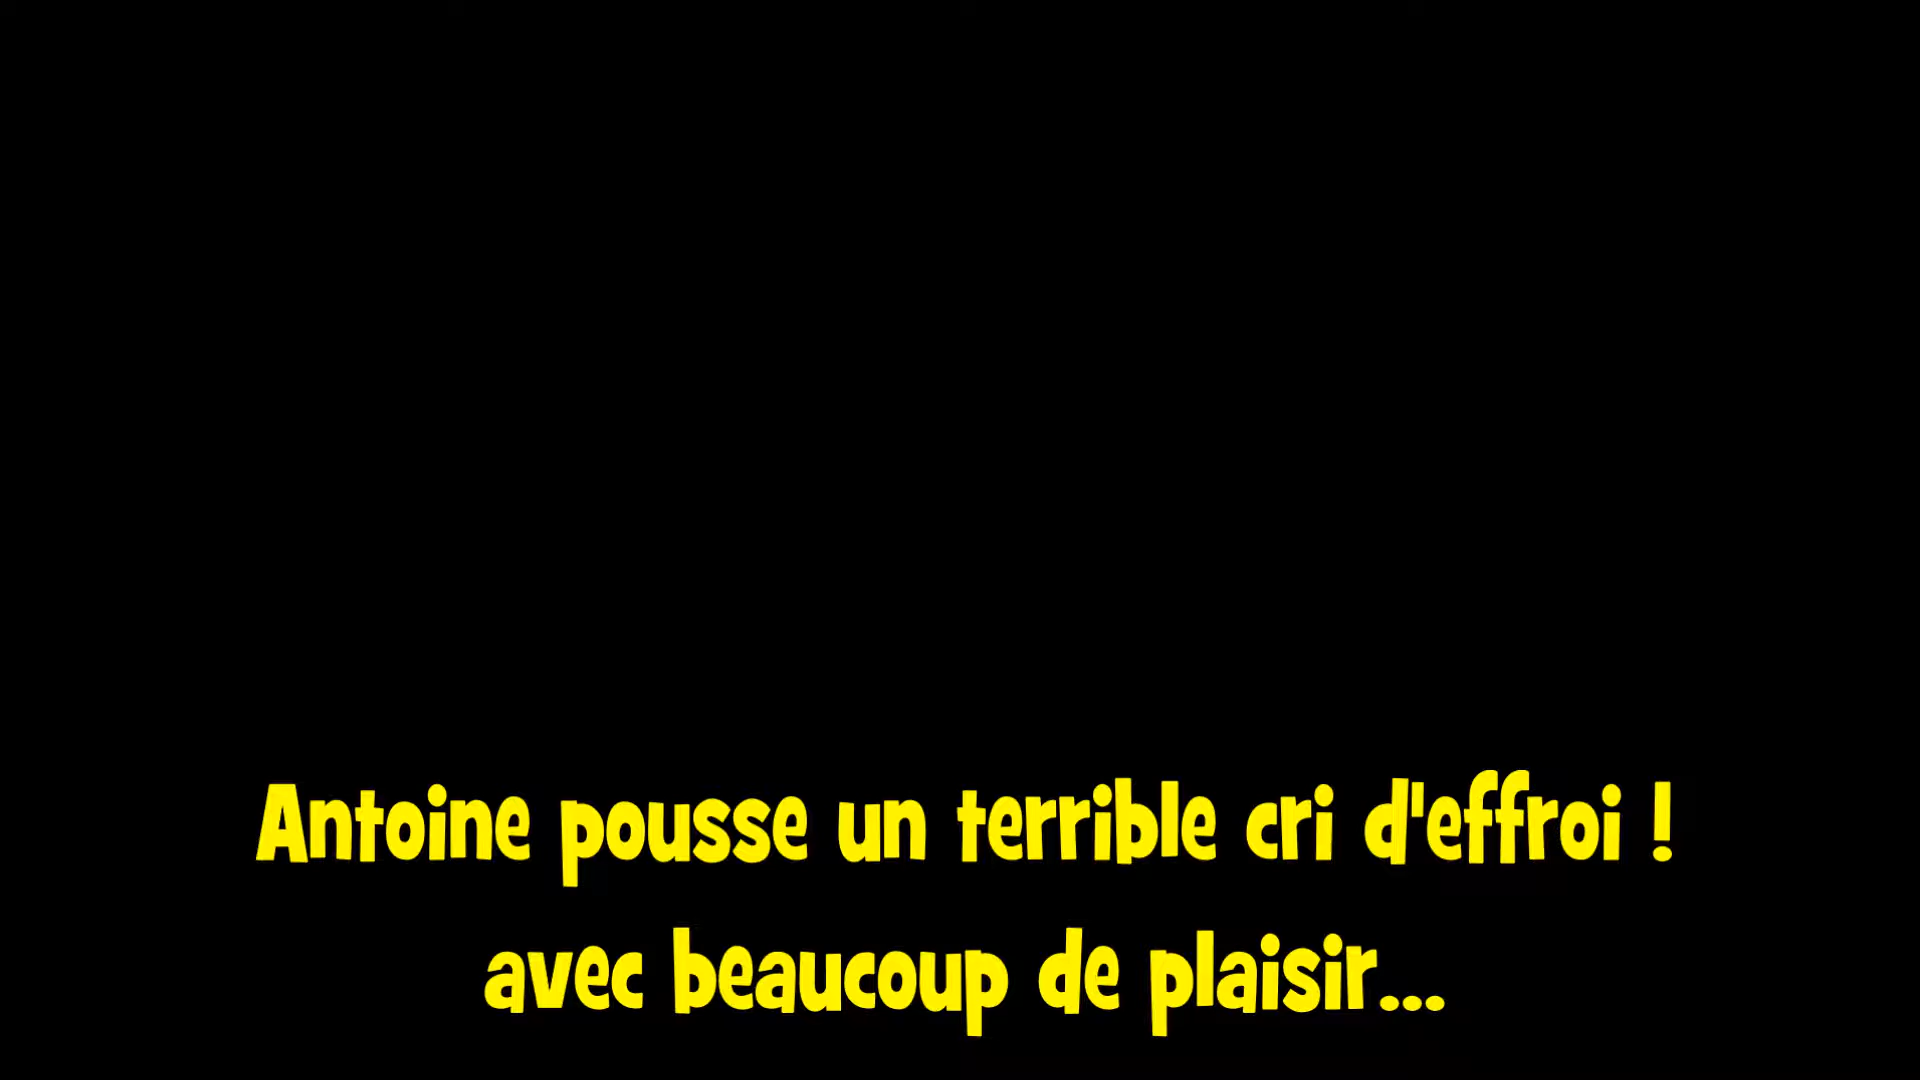 Antoine pousse un terrible cri d'effroi !
avec beaucoup de plaisir...